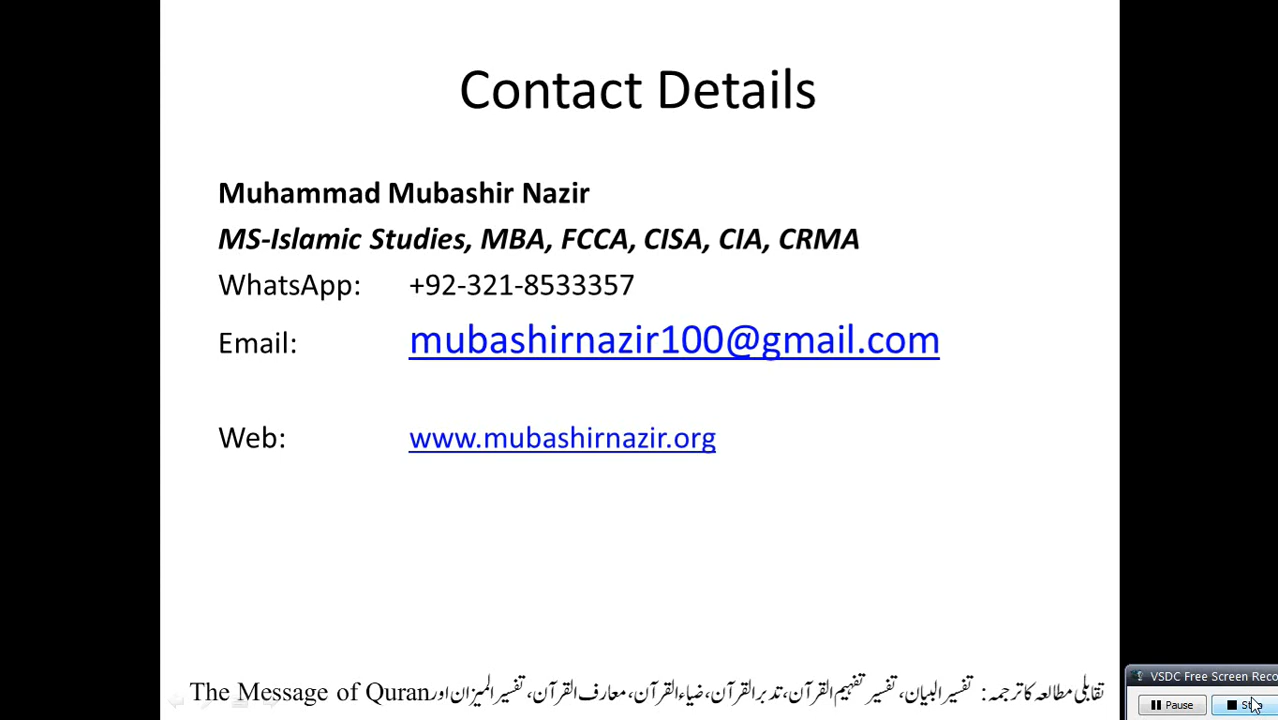 Contact Details
Muhammad Mubashir Nazir
MS-Islamic Studies, MBA, FCCA, CISA, CIA, CRMA
WhatsApp: +92-321-8533357
Email: mubashirnazir100@gmail.com
Web: www.mubashirnazir.org
تقابلی مطالعہ کا ترجمہ: تفسیر البیان، تفسیر تفہیم القرآن، تدبر القرآن، ضیاء القرآن، معارف القرآن، تفسیر المیزان اور The Message of Quran
VSDC Free Screen Reco
Pause